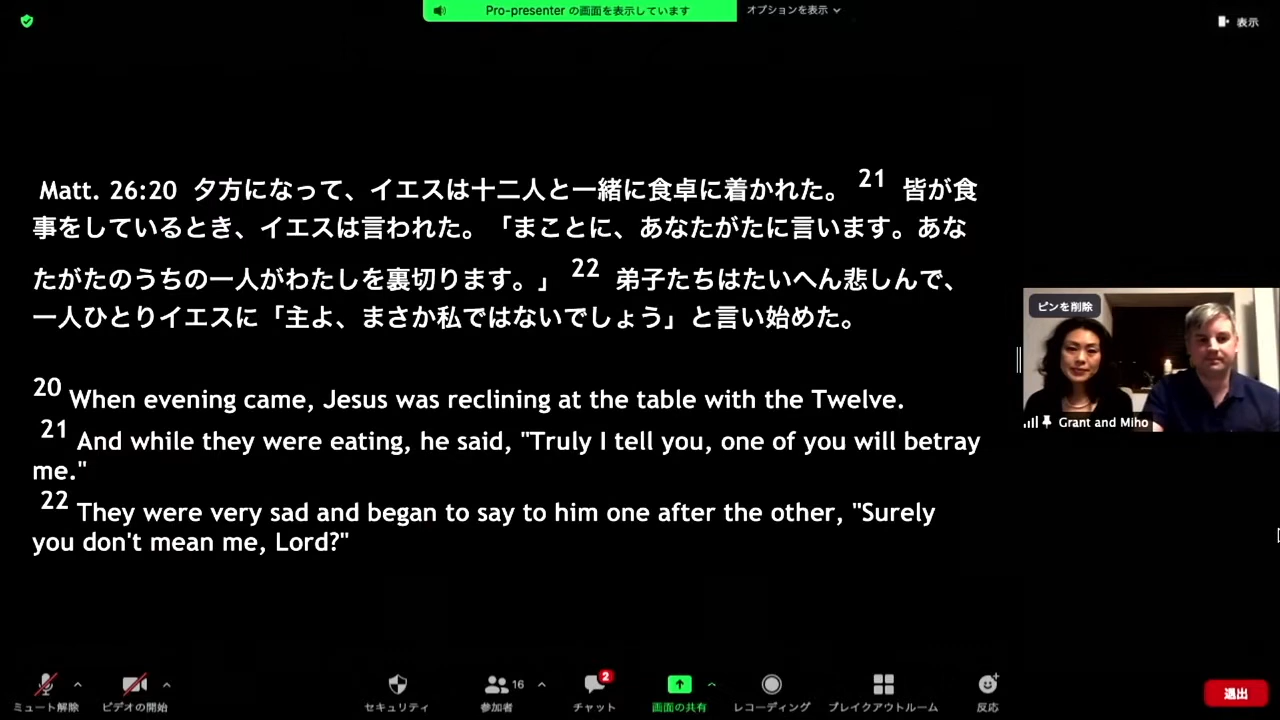 Pro-presenter の画面を表示しています
オプションを表示
表示
Matt. 26:20 夕方になって、イエスは十二人と一緒に食卓に着かれた。 21 皆が食
事をしているとき、イエスは言われた。「まことに、あなたがたに言います。あな
たがたのうちの一人がわたしを裏切ります。」 22 弟子たちはたいへん悲しんで、
一人ひとりイエスに「主よ、まさか私ではないでしょう」と言い始めた。
20 When evening came, Jesus was reclining at the table with the Twelve.
21 And while they were eating, he said, "Truly I tell you, one of you will betray
me."
22 They were very sad and began to say to him one after the other, "Surely
you don't mean me, Lord?"
ピンを削除
Grant and Miho
16
2
ミュート解除
ビデオの開始
セキュリティ
参加者
チャット
画面の共有
レコーディング
ブレイクアウトルーム
反応
退出